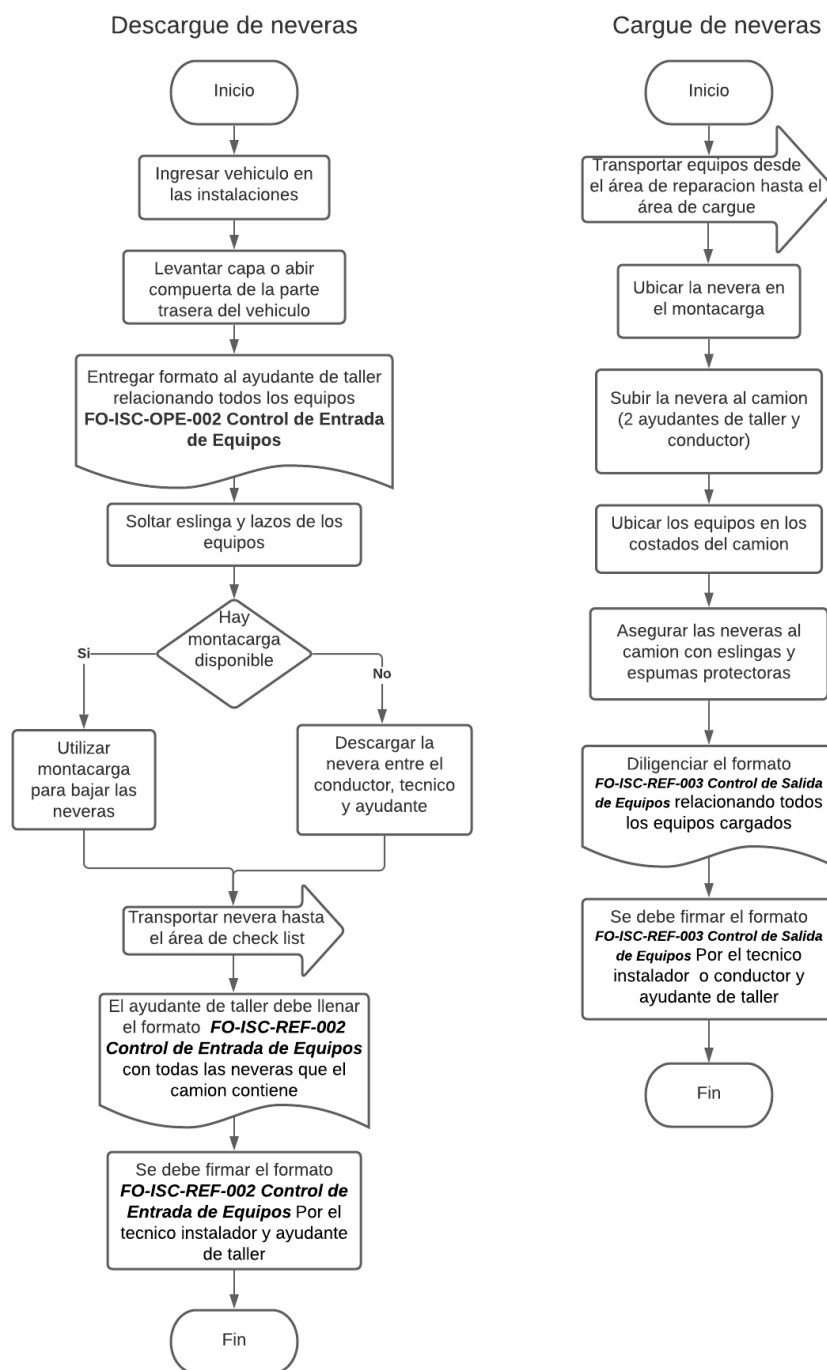 Descargue de neveras
Inicio
Ingresar vehiculo en
las instalaciones
Levantar capa o abir
compuerta de la parte
trasera del vehiculo
Entregar formato al ayudante de taller
relacionando todos los equipos
FO-ISC-OPE-002 Control de Entrada
de Equipos
Soltar eslinga y lazos de los
equipos
Hay
montacarga
disponible
Si
No
Utilizar
montacarga
para bajar las
neveras
Descargar la
nevera entre el
conductor, tecnico
y ayudante
Transportar nevera hasta
el área de check list
El ayudante de taller debe llenar
el formato FO-ISC-REF-002
Control de Entrada de Equipos
con todas las neveras que el
camion contiene
Se debe firmar el formato
FO-ISC-REF-002 Control de
Entrada de Equipos Por el
tecnico instalador y ayudante
de taller
Fin
Cargue de neveras
Inicio
Transportar equipos desde
el área de reparacion hasta el
área de cargue
Ubicar la nevera en
el montacarga
Subir la nevera al camion
(2 ayudantes de taller y
conductor)
Ubicar los equipos en los
costados del camion
Asegurar las neveras al
camion con eslingas y
espumas protectoras
Diligenciar el formato
FO-ISC-REF-003 Control de Salida
de Equipos relacionando todos
los equipos cargados
Se debe firmar el formato
FO-ISC-REF-003 Control de Salida
de Equipos Por el tecnico
instalador o conductor y
ayudante de taller
Fin